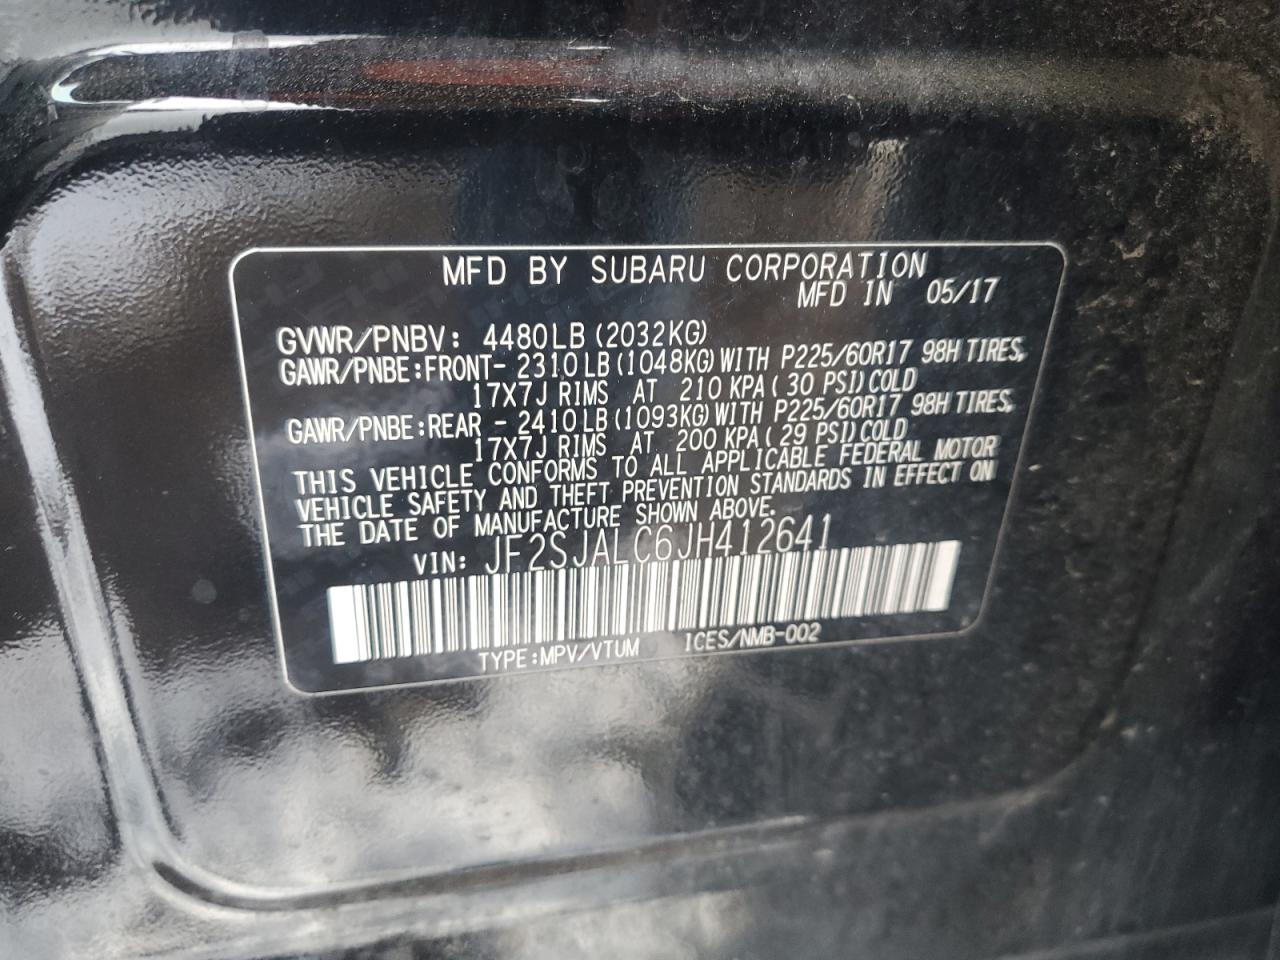 MFD BY SUBARU CORPORATION
MFD IN 05/17
GVWR/PNBV: 4480LB (2032KG)
GAWR/PNBE:FRONT- 2310LB(1048KG)WITH P225/60R17 98H TIRES,
17X7J RIMS AT 210 KPA(30 PSI)COLD
GAWR/PNBE:REAR - 2410LB(1093KG)WITH P225/60R17 98H TIRES,
17X7J RIMS AT 200 KPA(29 PSI)COLD
THIS VEHICLE CONFORMS TO ALL APPLICABLE FEDERAL MOTOR
VEHICLE SAFETY AND THEFT PREVENTION STANDARDS IN EFFECT ON
THE DATE OF MANUFACTURE SHOWN ABOVE.
VIN: JF2SJALC6JH412641
TYPE:MPV/VTUM ICES/NMB-002